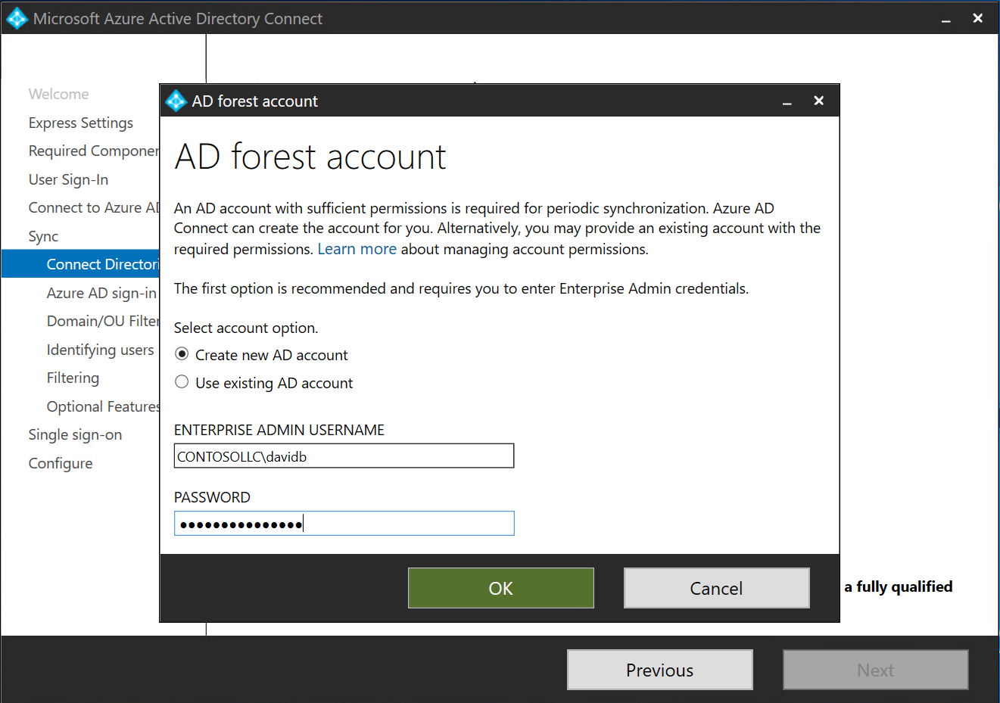 Microsoft Azure Active Directory Connect
Welcome
Express Settings
Required Componer
User Sign-In
Connect to Azure AD
Sync
Connect Directori
Azure AD sign-in
Domain/OU Filter
Identifying users
Filtering
Optional Features
Single sign-on
Configure
AD forest account
AD forest account
An AD account with sufficient permissions is required for periodic synchronization. Azure AD
Connect can create the account for you. Alternatively, you may provide an existing account with the
required permissions. Learn more about managing account permissions.
The first option is recommended and requires you to enter Enterprise Admin credentials.
Select account option.
Create new AD account
Use existing AD account
ENTERPRISE ADMIN USERNAME
CONTOSOLLC\davidb
PASSWORD
●●●●●●●●●●●●●●●
OK
Cancel
a fully qualified
Previous
Next